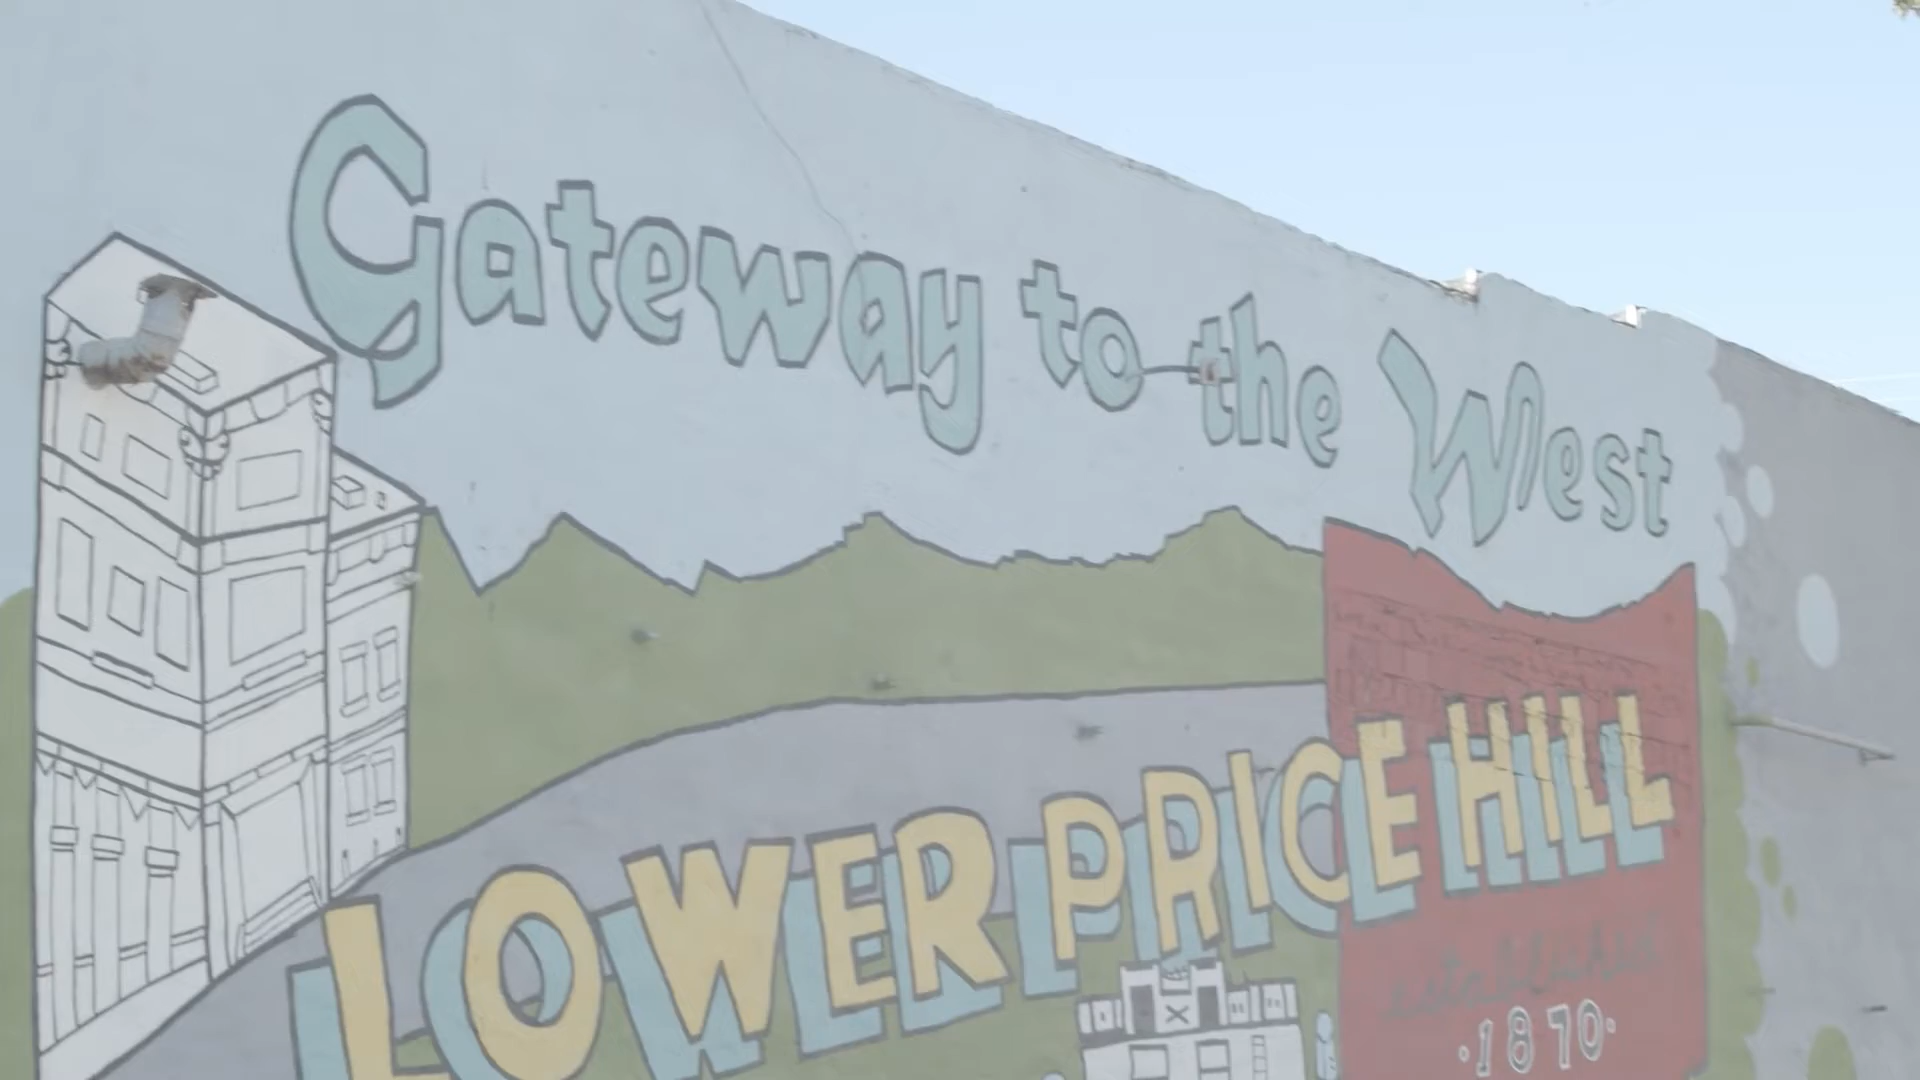 Gateway to the West
LOWER PRICE HILL
established
·1870·